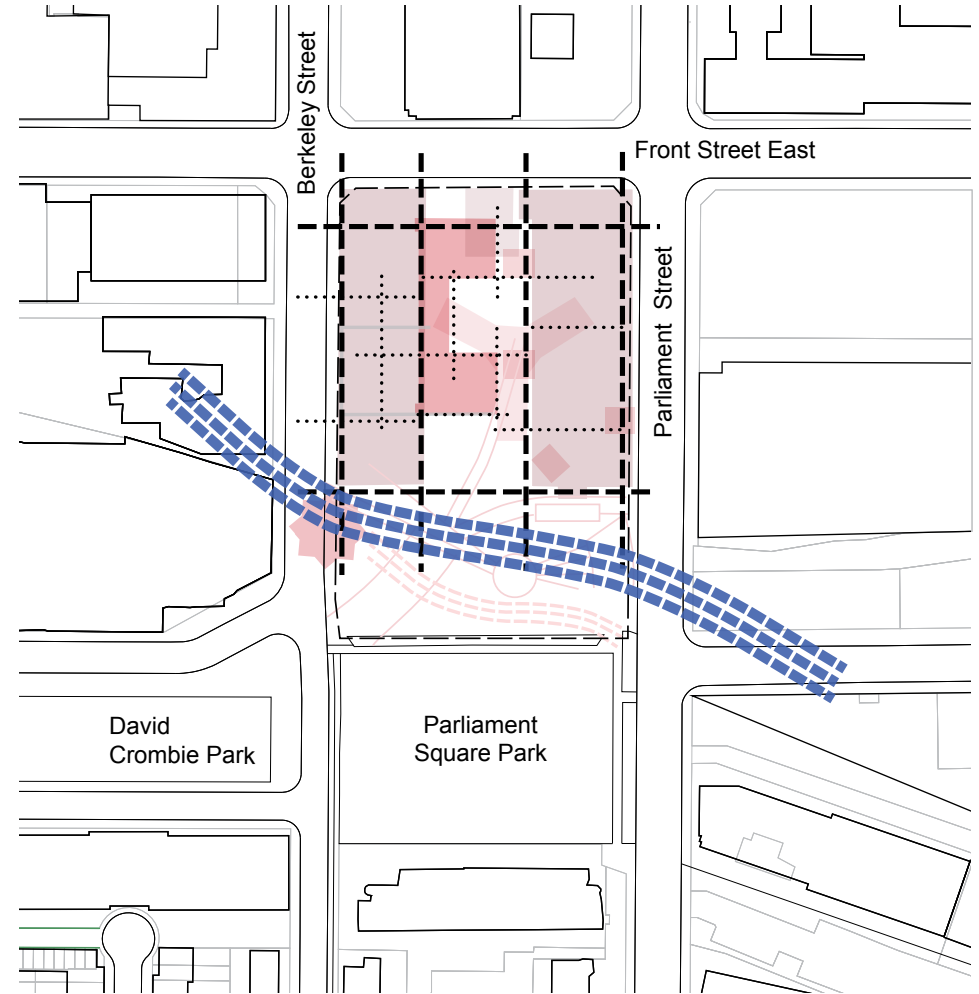 Berkeley Street
Front Street East
Parliament Street
David
Crombie Park
Parliament
Square Park